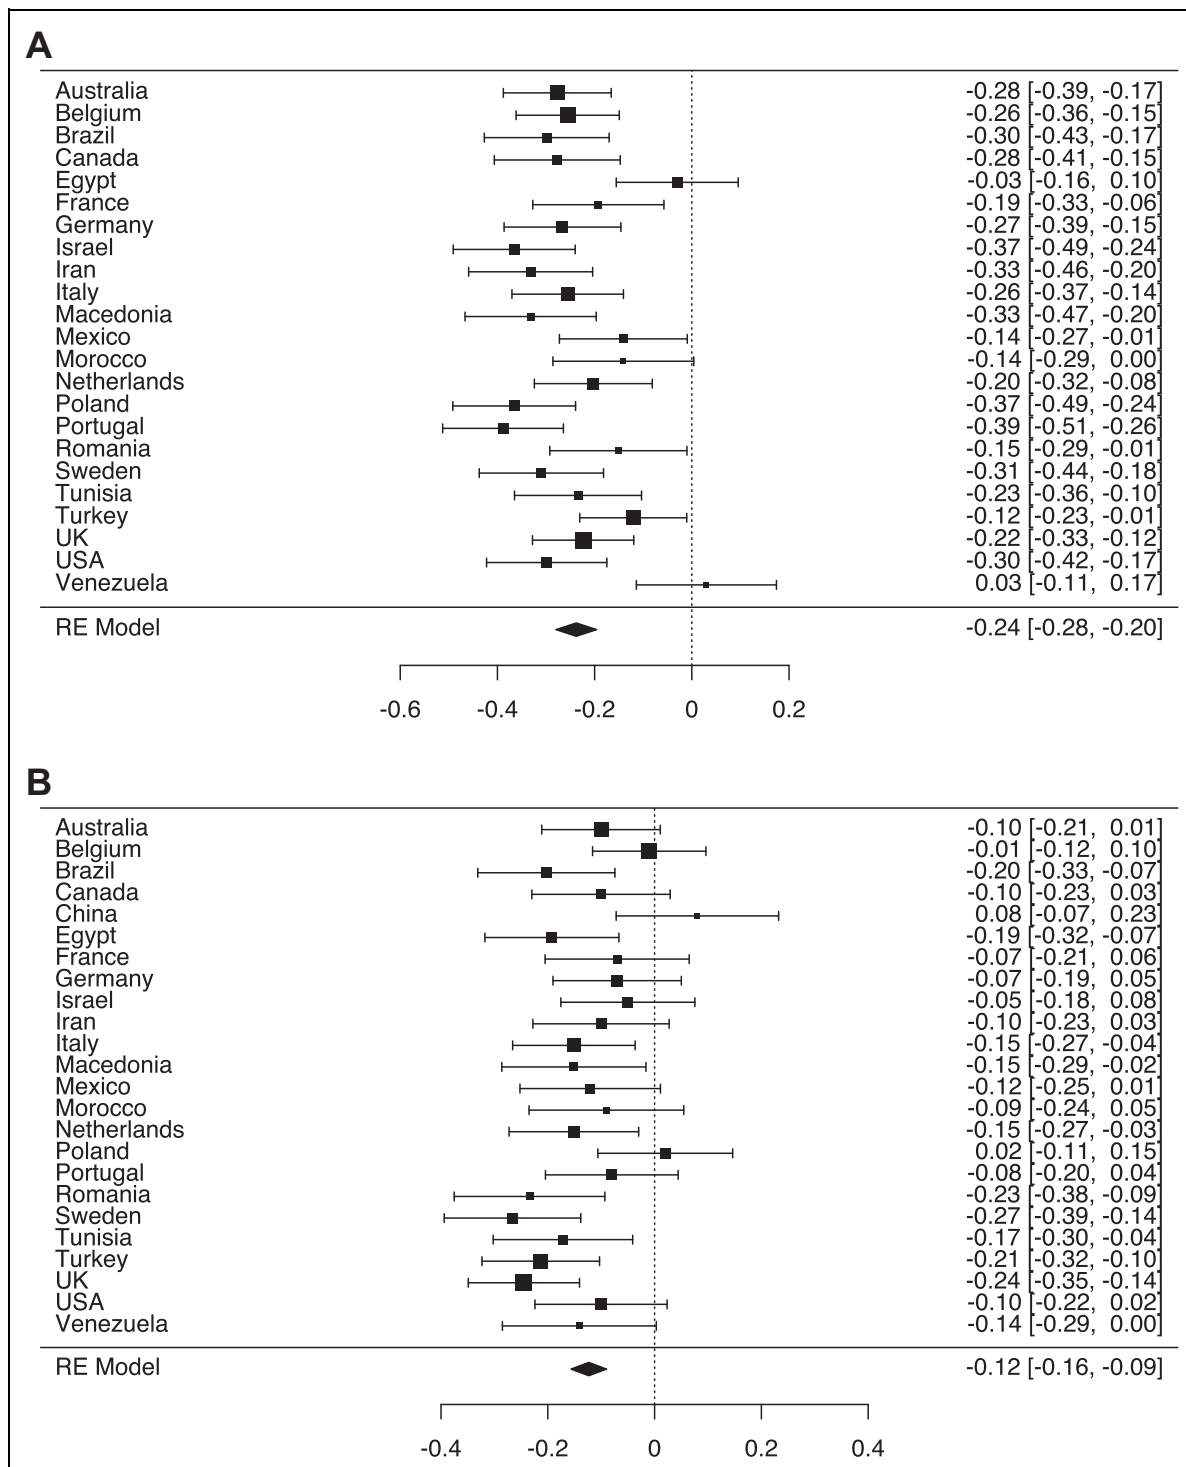 A
Australia -0.28 [-0.39, -0.17]
Belgium -0.26 [-0.36, -0.15]
Brazil -0.30 [-0.43, -0.17]
Canada -0.28 [-0.41, -0.15]
Egypt -0.03 [-0.16, 0.10]
France -0.19 [-0.33, -0.06]
Germany -0.27 [-0.39, -0.15]
Israel -0.37 [-0.49, -0.24]
Iran -0.33 [-0.46, -0.20]
Italy -0.26 [-0.37, -0.14]
Macedonia -0.33 [-0.47, -0.20]
Mexico -0.14 [-0.27, -0.01]
Morocco -0.14 [-0.29, 0.00]
Netherlands -0.20 [-0.32, -0.08]
Poland -0.37 [-0.49, -0.24]
Portugal -0.39 [-0.51, -0.26]
Romania -0.15 [-0.29, -0.01]
Sweden -0.31 [-0.44, -0.18]
Tunisia -0.23 [-0.36, -0.10]
Turkey -0.12 [-0.23, -0.01]
UK -0.22 [-0.33, -0.12]
USA -0.30 [-0.42, -0.17]
Venezuela 0.03 [-0.11, 0.17]
RE Model -0.24 [-0.28, -0.20]
-0.6 -0.4 -0.2 0 0.2
B
Australia -0.10 [-0.21, 0.01]
Belgium -0.01 [-0.12, 0.10]
Brazil -0.20 [-0.33, -0.07]
Canada -0.10 [-0.23, 0.03]
China 0.08 [-0.07, 0.23]
Egypt -0.19 [-0.32, -0.07]
France -0.07 [-0.21, 0.06]
Germany -0.07 [-0.19, 0.05]
Israel -0.05 [-0.18, 0.08]
Iran -0.10 [-0.23, 0.03]
Italy -0.15 [-0.27, -0.04]
Macedonia -0.15 [-0.29, -0.02]
Mexico -0.12 [-0.25, 0.01]
Morocco -0.09 [-0.24, 0.05]
Netherlands -0.15 [-0.27, -0.03]
Poland 0.02 [-0.11, 0.15]
Portugal -0.08 [-0.20, 0.04]
Romania -0.23 [-0.38, -0.09]
Sweden -0.27 [-0.39, -0.14]
Tunisia -0.17 [-0.30, -0.04]
Turkey -0.21 [-0.32, -0.10]
UK -0.24 [-0.35, -0.14]
USA -0.10 [-0.22, 0.02]
Venezuela -0.14 [-0.29, 0.00]
RE Model -0.12 [-0.16, -0.09]
-0.4 -0.2 0 0.2 0.4